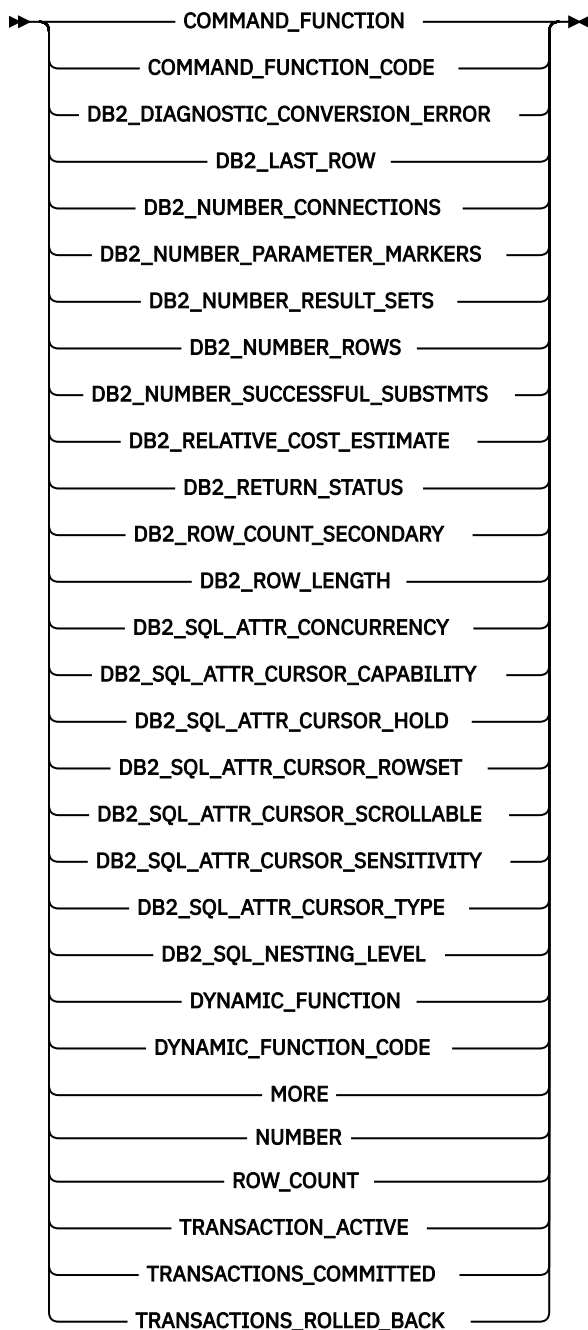 COMMAND_FUNCTION
COMMAND_FUNCTION_CODE
DB2_DIAGNOSTIC_CONVERSION_ERROR
DB2_LAST_ROW
DB2_NUMBER_CONNECTIONS
DB2_NUMBER_PARAMETER_MARKERS
DB2_NUMBER_RESULT_SETS
DB2_NUMBER_ROWS
DB2_NUMBER_SUCCESSFUL_SUBSTMTS
DB2_RELATIVE_COST_ESTIMATE
DB2_RETURN_STATUS
DB2_ROW_COUNT_SECONDARY
DB2_ROW_LENGTH
DB2_SQL_ATTR_CONCURRENCY
DB2_SQL_ATTR_CURSOR_CAPABILITY
DB2_SQL_ATTR_CURSOR_HOLD
DB2_SQL_ATTR_CURSOR_ROWSET
DB2_SQL_ATTR_CURSOR_SCROLLABLE
DB2_SQL_ATTR_CURSOR_SENSITIVITY
DB2_SQL_ATTR_CURSOR_TYPE
DB2_SQL_NESTING_LEVEL
DYNAMIC_FUNCTION
DYNAMIC_FUNCTION_CODE
MORE
NUMBER
ROW_COUNT
TRANSACTION_ACTIVE
TRANSACTIONS_COMMITTED
TRANSACTIONS_ROLLED_BACK